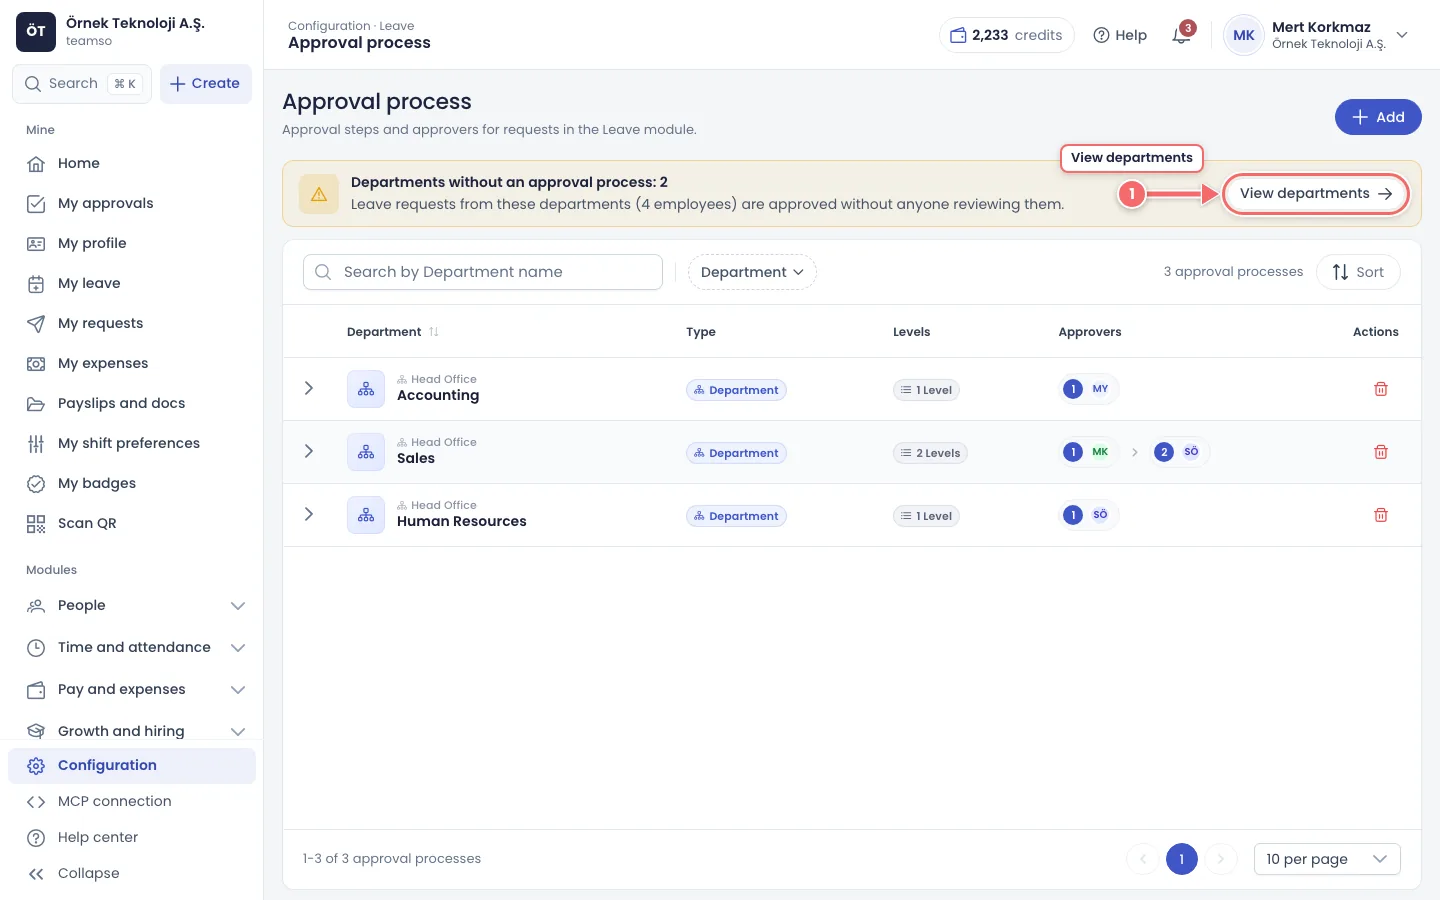 ÖT
Örnek Teknoloji A.Ş.
teamso
Search
⌘ K
Create
Mine
Home
My approvals
My profile
My leave
My requests
My expenses
Payslips and docs
My shift preferences
My badges
Scan QR
Modules
People
Time and attendance
Pay and expenses
Growth and hiring
Configuration
MCP connection
Help center
Collapse
Configuration · Leave
Approval process
2,233 credits
Help
3
MK
Mert Korkmaz
Örnek Teknoloji A.Ş.
Approval process
Approval steps and approvers for requests in the Leave module.
Add
View departments
Departments without an approval process: 2
Leave requests from these departments (4 employees) are approved without anyone reviewing them.
1
View departments
Search by Department name
Department
3 approval processes
Sort
Department Type Levels Approvers Actions
Head Office
Accounting
Department
1 Level
1 MY
Head Office
Sales
Department
2 Levels
1 MK
2 SÖ
Head Office
Human Resources
Department
1 Level
1 SÖ
1-3 of 3 approval processes
1
10 per page